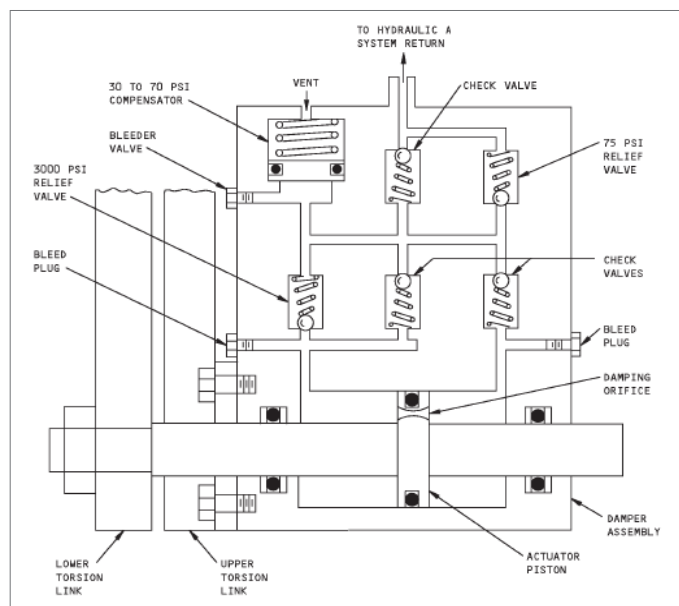 TO HYDRAULIC A
SYSTEM RETURN
30 TO 70 PSI
COMPENSATOR
VENT
CHECK VALVE
BLEEDER
VALVE
75 PSI
RELIEF
VALVE
3000 PSI
RELIEF
VALVE
BLEED
PLUG
CHECK
VALVES
BLEED
PLUG
DAMPING
ORIFICE
DAMPER
ASSEMBLY
LOWER
TORSION
LINK
UPPER
TORSION
LINK
ACTUATOR
PISTON